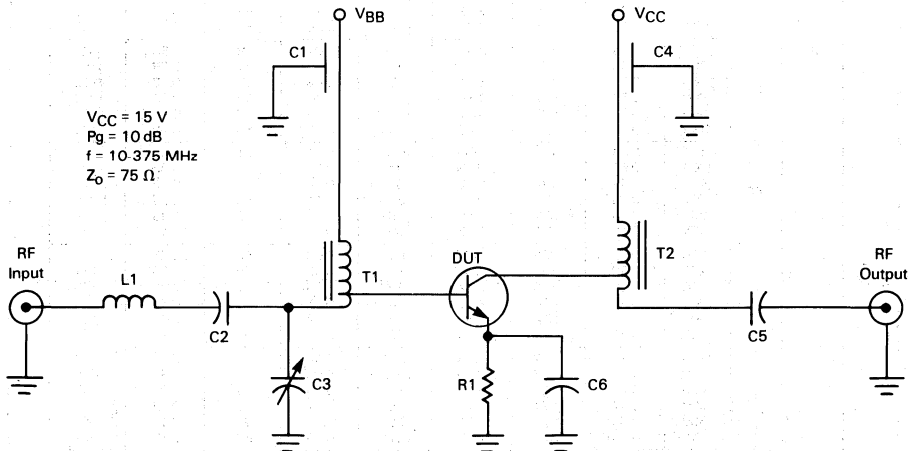 V_BB
V_CC
C1
C4
V_CC = 15 V
Pg = 10 dB
f = 10-375 MHz
Z_o = 75 Ω
RF
Input
L1
C2
C3
T1
DUT
T2
R1
C6
C5
RF
Output